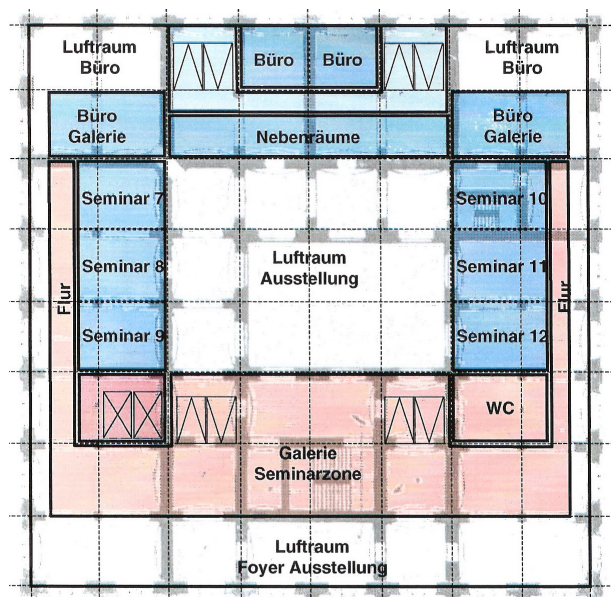 Luftraum
Büro
Büro
Büro
Luftraum
Büro
Büro
Galerie
Nebenräume
Büro
Galerie
Seminar 7
Seminar 10
Seminar 8
Luftraum
Ausstellung
Seminar 11
Flur
Flur
Seminar 9
Seminar 12
WC
Galerie
Seminarzone
Luftraum
Foyer Ausstellung